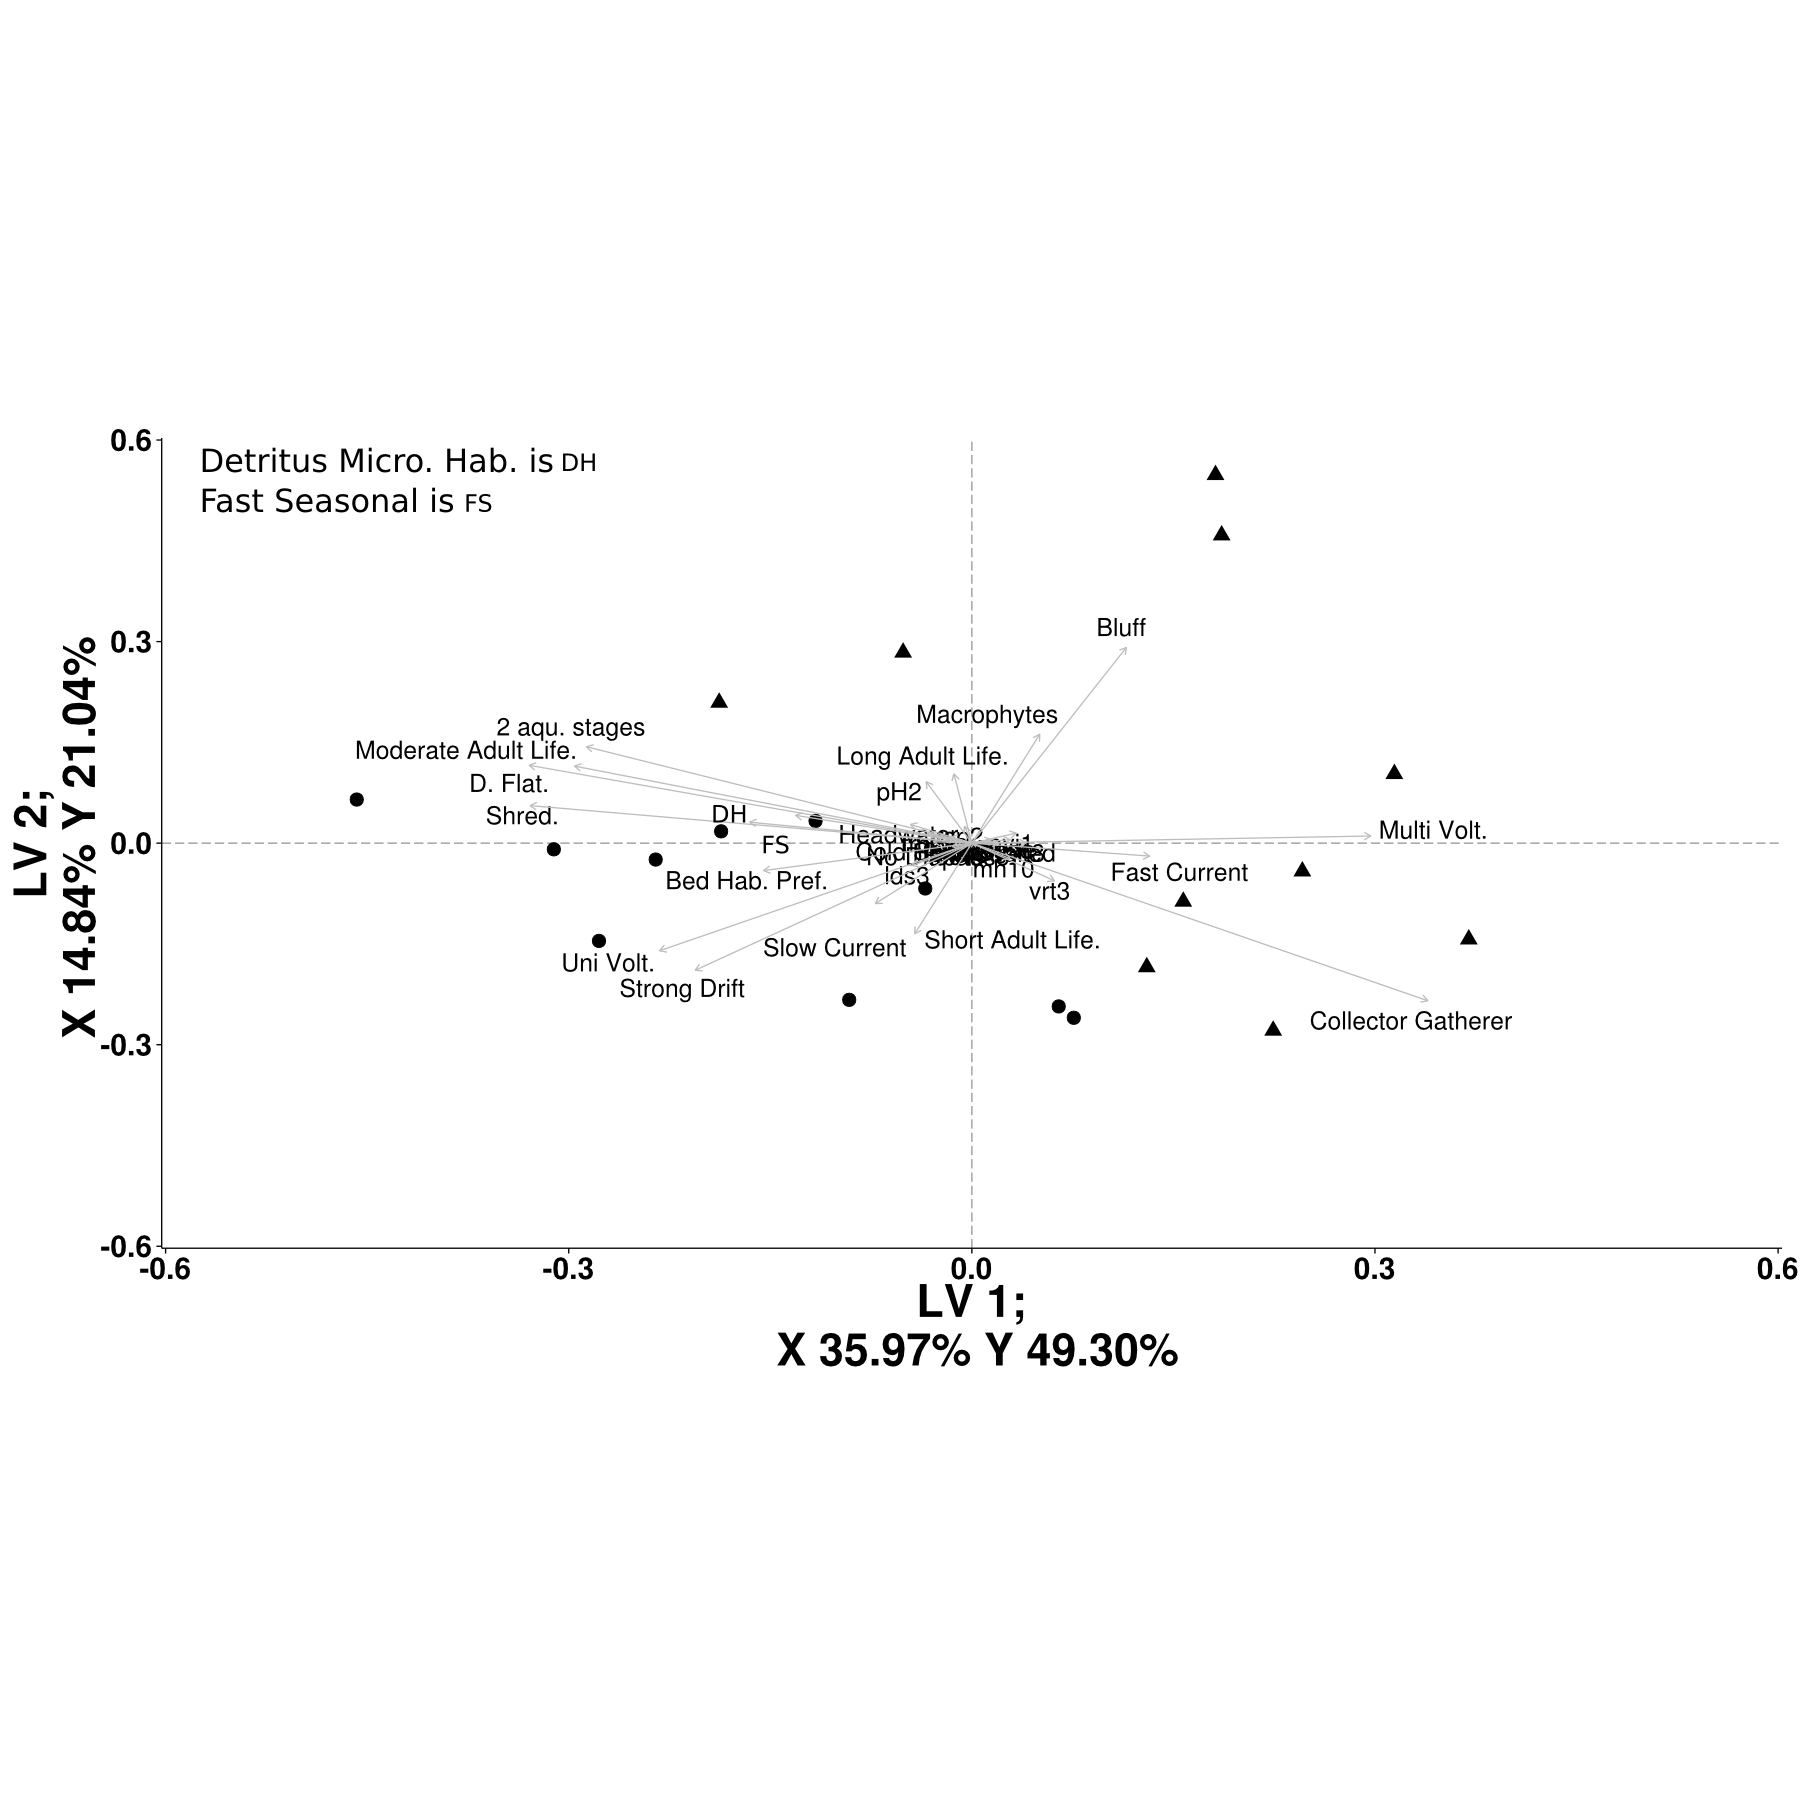 0.6
Detritus Micro. Hab. is DH
Fast Seasonal is FS
Bluff
0.3
Macrophytes
2 aqu. stages
Moderate Adult Life.
Long Adult Life.
D. Flat.
pH2
Shred.
DH
Multi Volt.
Headwater
0.0
FS
Fast Current
mh10
lds3
Bed Hab. Pref.
vrt3
Short Adult Life.
Slow Current
Uni Volt.
Strong Drift
Collector Gatherer
-0.3
-0.6
LV 2;
X 14.84% Y 21.04%
-0.6 -0.3 0.0 0.3 0.6
LV 1;
X 35.97% Y 49.30%